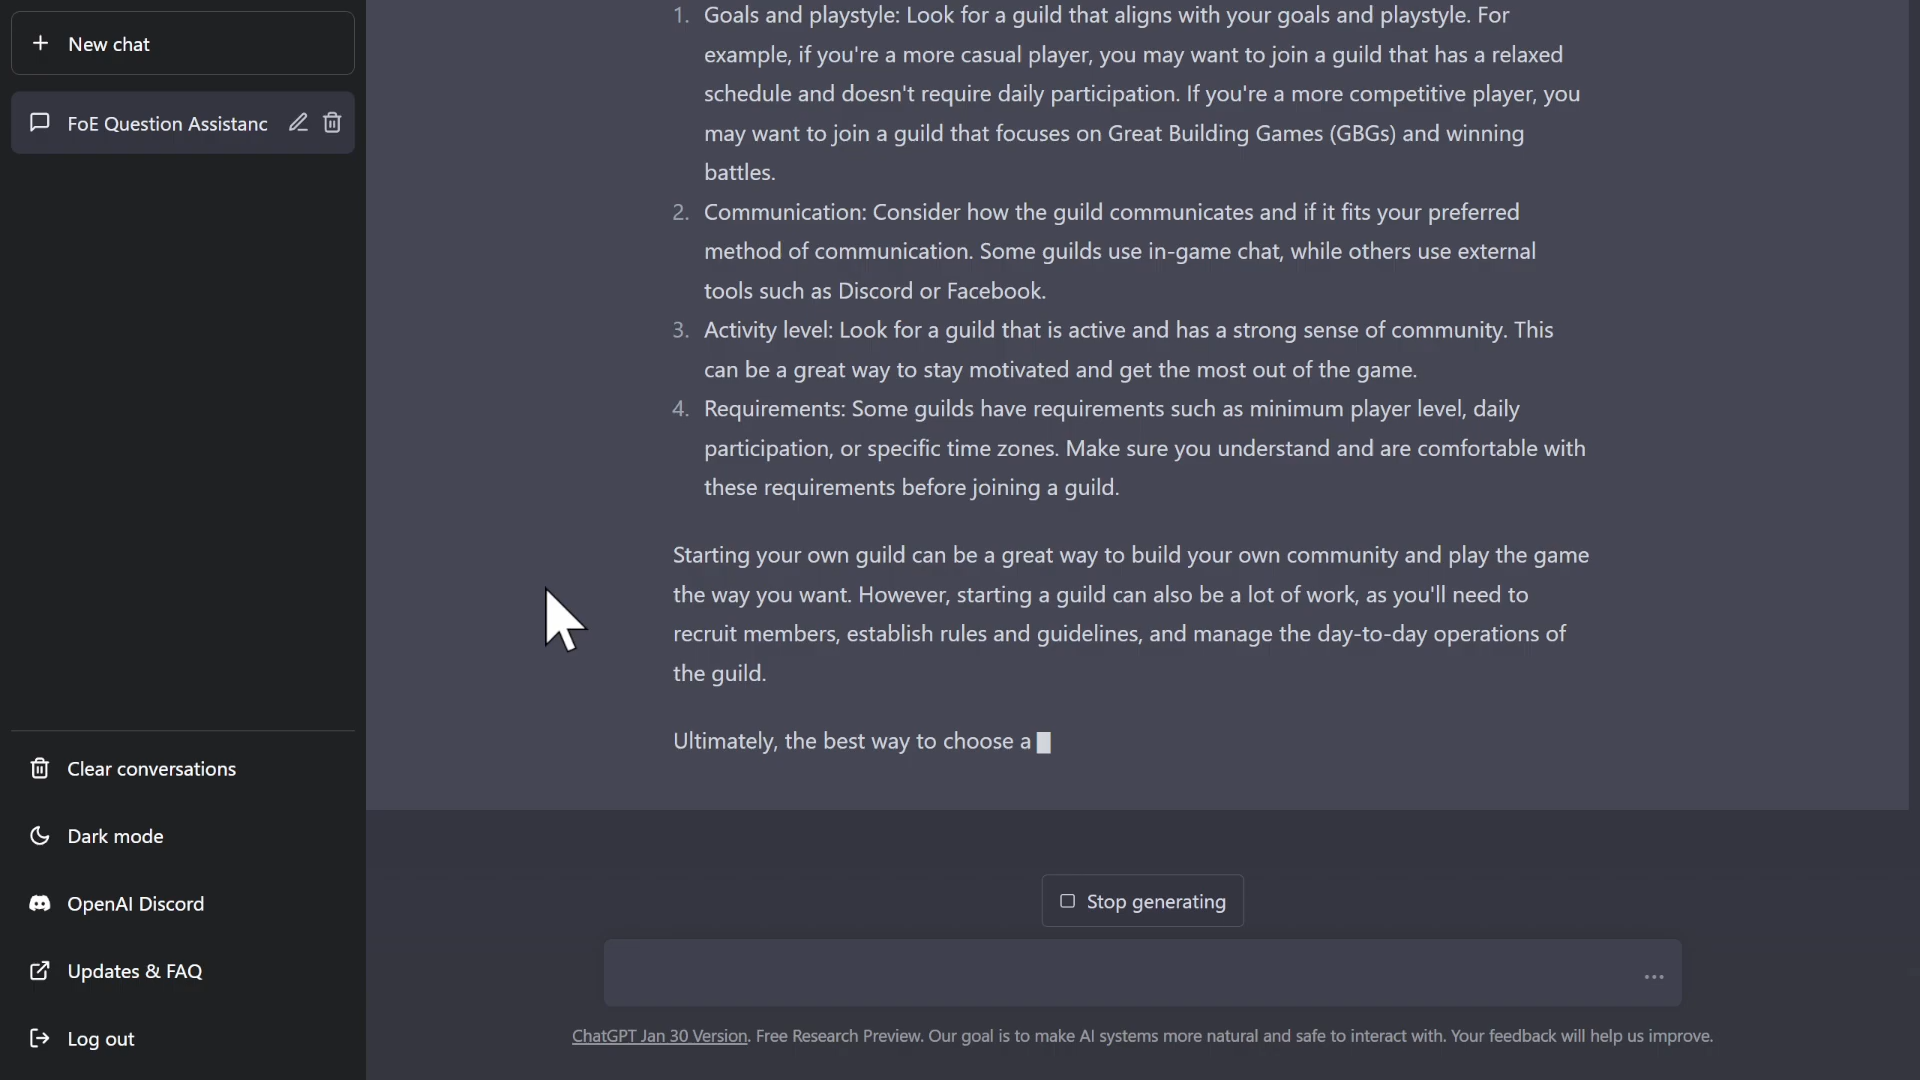 New chat
FoE Question Assistanc
Clear conversations
Dark mode
OpenAI Discord
Updates & FAQ
Log out
1. Goals and playstyle: Look for a guild that aligns with your goals and playstyle. For
example, if you're a more casual player, you may want to join a guild that has a relaxed
schedule and doesn't require daily participation. If you're a more competitive player, you
may want to join a guild that focuses on Great Building Games (GBGs) and winning
battles.
2. Communication: Consider how the guild communicates and if it fits your preferred
method of communication. Some guilds use in-game chat, while others use external
tools such as Discord or Facebook.
3. Activity level: Look for a guild that is active and has a strong sense of community. This
can be a great way to stay motivated and get the most out of the game.
4. Requirements: Some guilds have requirements such as minimum player level, daily
participation, or specific time zones. Make sure you understand and are comfortable with
these requirements before joining a guild.
Starting your own guild can be a great way to build your own community and play the game
the way you want. However, starting a guild can also be a lot of work, as you'll need to
recruit members, establish rules and guidelines, and manage the day-to-day operations of
the guild.
Ultimately, the best way to choose a
Stop generating
ChatGPT Jan 30 Version. Free Research Preview. Our goal is to make AI systems more natural and safe to interact with. Your feedback will help us improve.